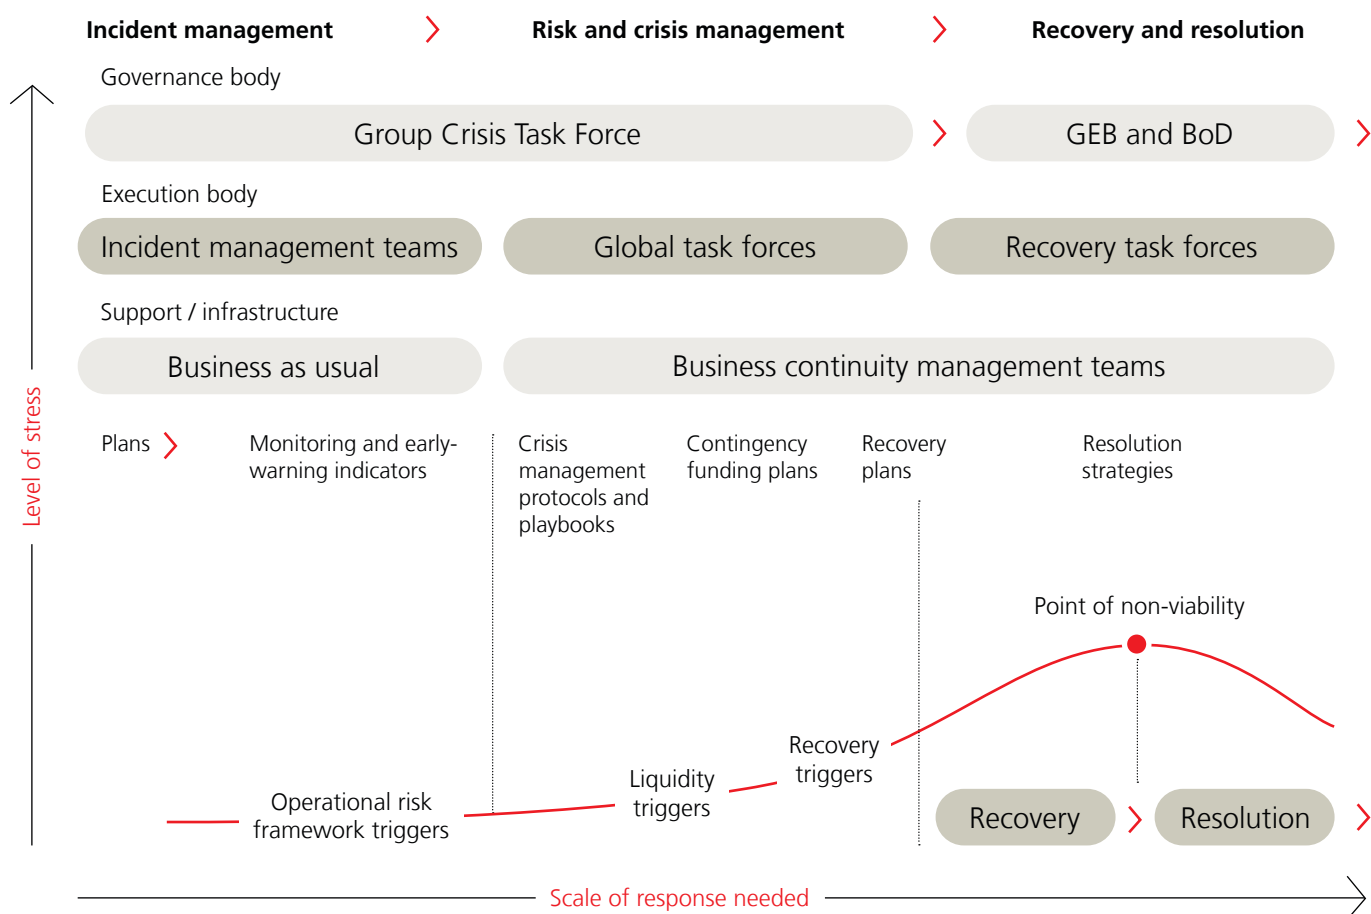 Incident management
Risk and crisis management
Recovery and resolution
Governance body
Group Crisis Task Force
GEB and BoD
Execution body
Incident management teams
Global task forces
Recovery task forces
Support / infrastructure
Business as usual
Business continuity management teams
Level of stress
Plans
Monitoring and early-
warning indicators
Crisis
management
protocols and
playbooks
Contingency
funding plans
Recovery
plans
Resolution
strategies
Point of non-viability
Operational risk
framework triggers
Liquidity
triggers
Recovery
triggers
Recovery
Resolution
Scale of response needed